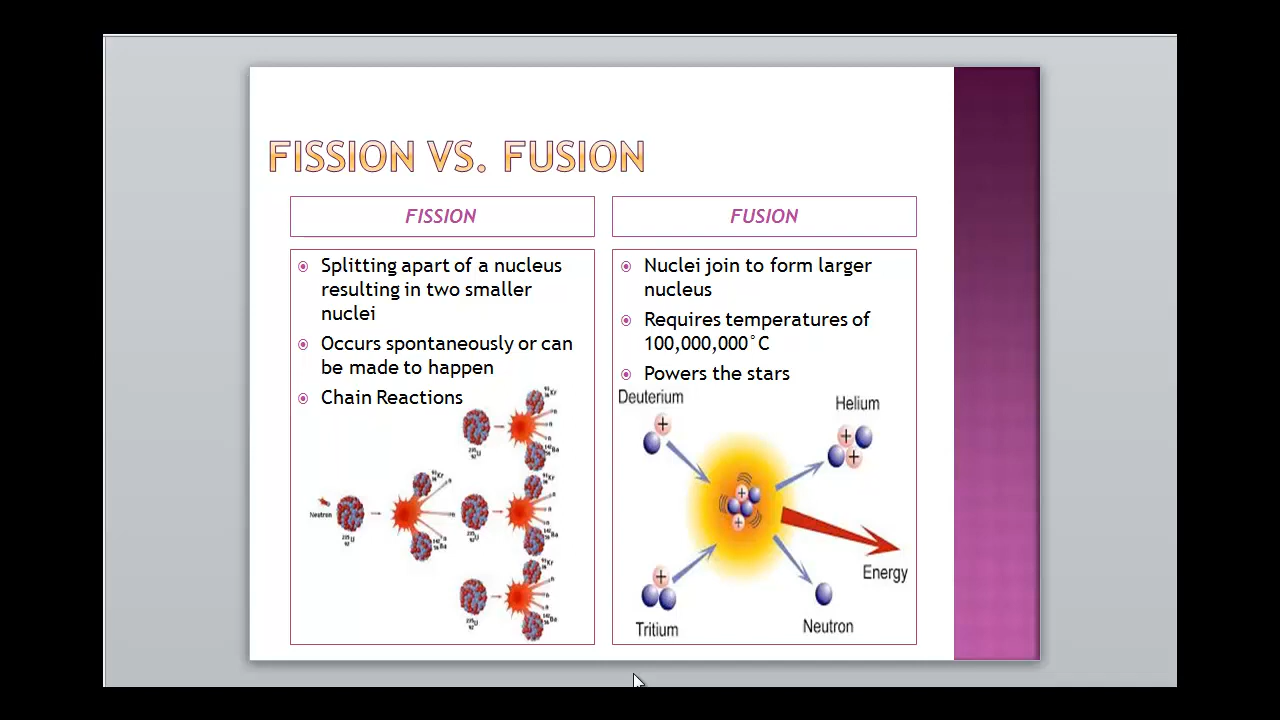 FISSION VS. FUSION
FISSION
Splitting apart of a nucleus
resulting in two smaller
nuclei
Occurs spontaneously or can
be made to happen
Chain Reactions
Neutron
FUSION
Nuclei join to form larger
nucleus
Requires temperatures of
100,000,000°C
Powers the stars
Deuterium
Helium
+
+
+
+
+
+
Energy
Tritium
Neutron